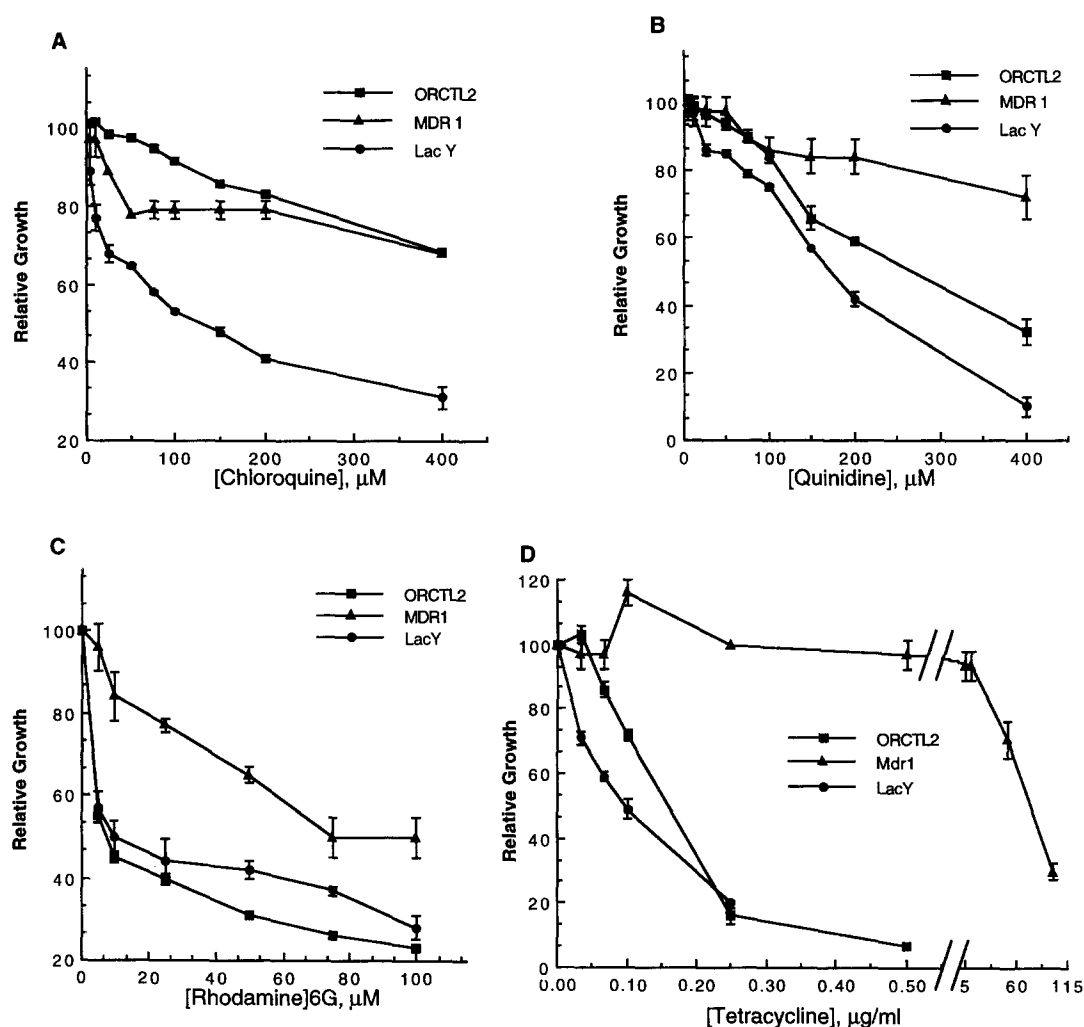 A
ORCTL2
MDR 1
Lac Y
100
80
60
40
20
Relative Growth
0 100 200 300 400
[Chloroquine], μM
B
ORCTL2
MDR 1
Lac Y
100
80
60
40
20
0
Relative Growth
0 100 200 300 400
[Quinidine], μM
C
ORCTL2
MDR1
LacY
100
80
60
40
20
Relative Growth
0 20 40 60 80 100
[Rhodamine]6G, μM
D
120
100
80
60
40
20
0
Relative Growth
ORCTL2
Mdr1
LacY
0.00 0.10 0.20 0.30 0.40 0.50 5 60 115
[Tetracycline], μg/ml